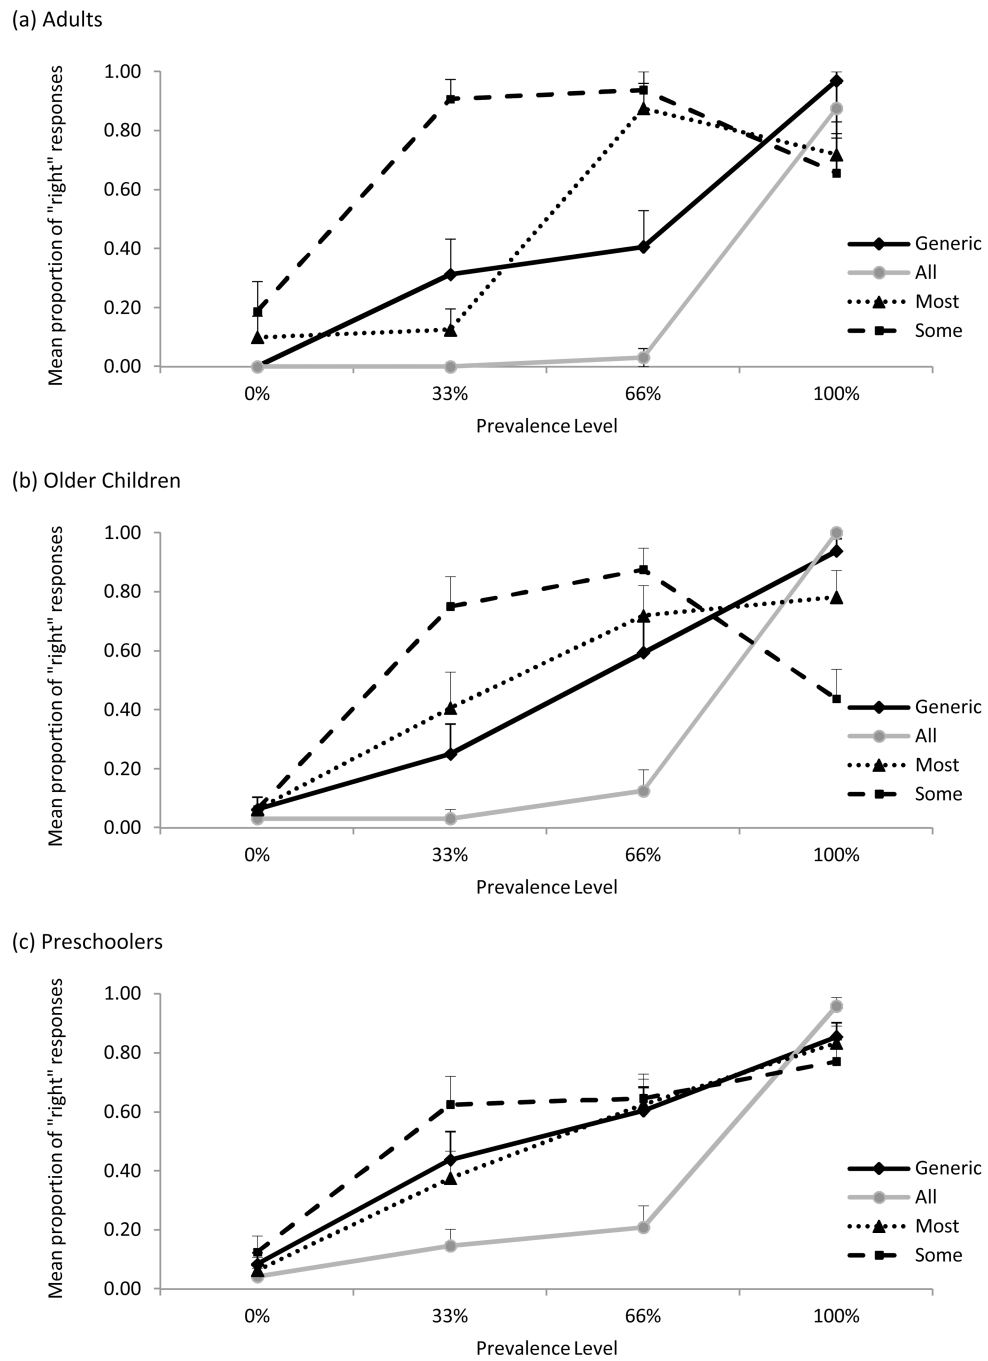 (a) Adults
Mean proportion of "right" responses
1.00
0.80
0.60
0.40
0.20
0.00
0%
33%
66%
100%
Prevalence Level
Generic
All
Most
Some
(b) Older Children
Mean proportion of "right" responses
1.00
0.80
0.60
0.40
0.20
0.00
0%
33%
66%
100%
Prevalence Level
Generic
All
Most
Some
(c) Preschoolers
Mean proportion of "right" responses
1.00
0.80
0.60
0.40
0.20
0.00
0%
33%
66%
100%
Prevalence Level
Generic
All
Most
Some